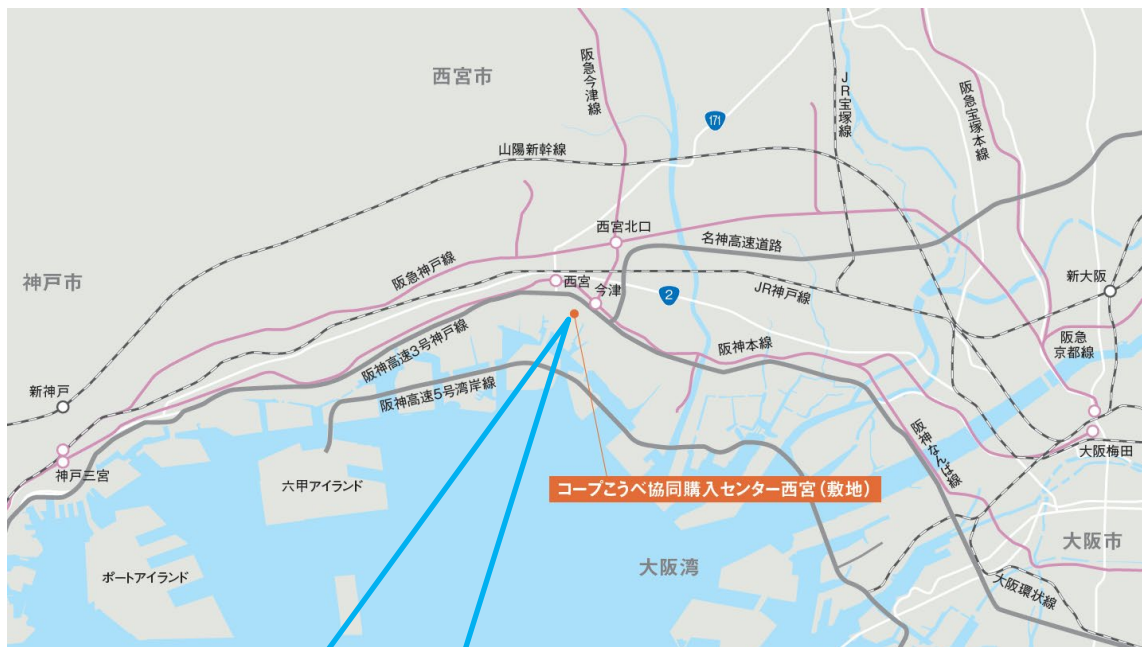 西宮市
阪急今津線
171
JR宝塚線
阪急宝塚本線
山陽新幹線
西宮北口
名神高速道路
神戸市
阪急神戸線
西宮
今津
2
JR神戸線
新大阪
阪神高速3号神戸線
阪神本線
阪急
京都線
新神戸
阪神高速5号湾岸線
阪神なんば線
大阪梅田
神戸三宮
六甲アイランド
コープこうべ協同購入センター西宮（敷地）
大阪市
大阪湾
ポートアイランド
大阪環状線